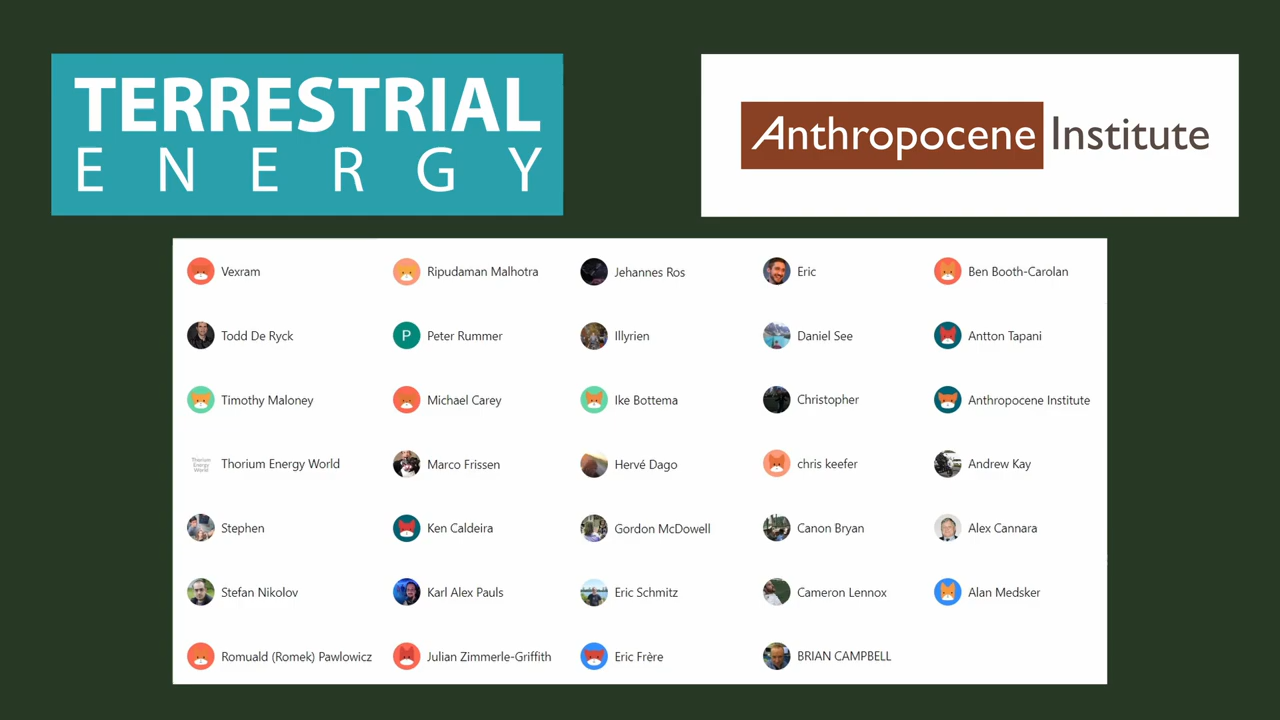 TERRESTRIAL
ENERGY
Anthropocene Institute
Vexram
Ripudaman Malhotra
Jehannes Ros
Eric
Ben Booth-Carolan
Todd De Ryck
P
Peter Rummer
Illyrien
Daniel See
Antton Tapani
Timothy Maloney
Michael Carey
Ike Bottema
Christopher
Anthropocene Institute
Thorium
Energy
World
Thorium Energy World
Marco Frissen
Hervé Dago
chris keefer
Andrew Kay
Stephen
Ken Caldeira
Gordon McDowell
Canon Bryan
Alex Cannara
Stefan Nikolov
Karl Alex Pauls
Eric Schmitz
Cameron Lennox
Alan Medsker
Romuald (Romek) Pawlowicz
Julian Zimmerle-Griffith
Eric Frère
BRIAN CAMPBELL